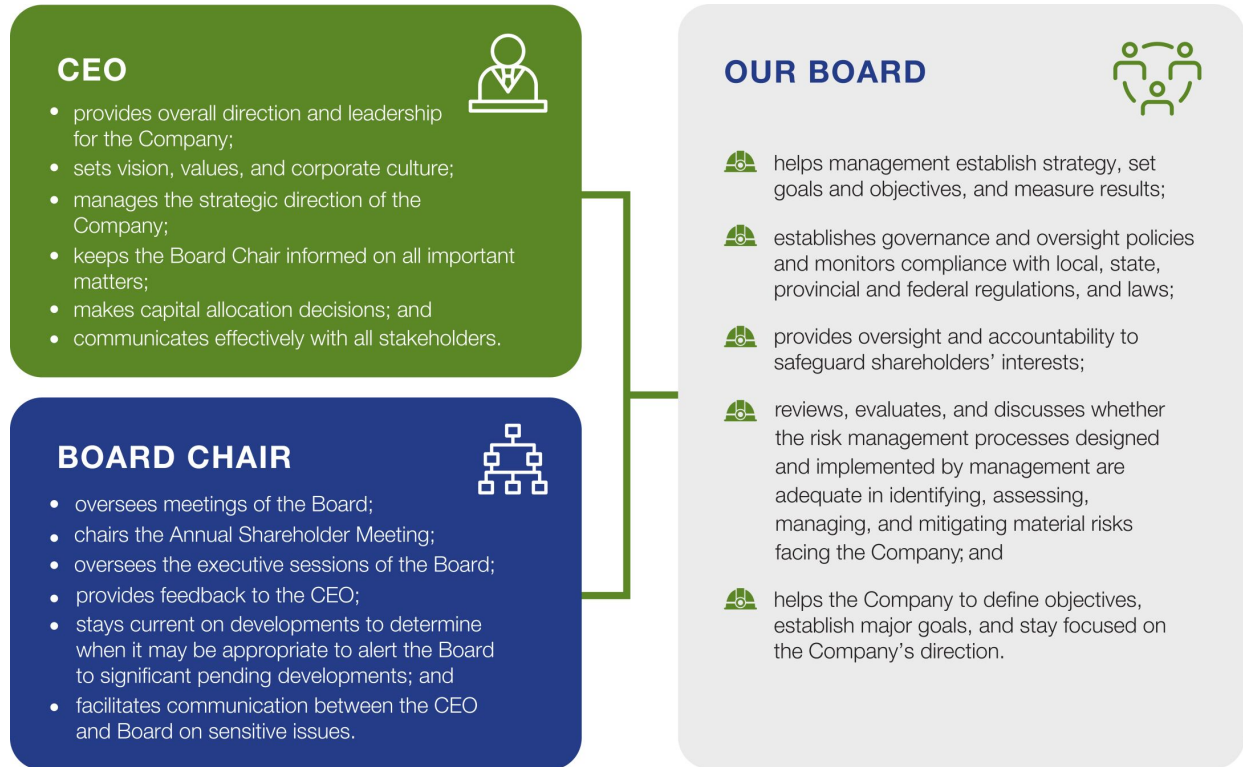 CEO
• provides overall direction and leadership
for the Company;
• sets vision, values, and corporate culture;
• manages the strategic direction of the
Company;
• keeps the Board Chair informed on all important
matters;
• makes capital allocation decisions; and
• communicates effectively with all stakeholders.
BOARD CHAIR
• oversees meetings of the Board;
• chairs the Annual Shareholder Meeting;
• oversees the executive sessions of the Board;
• provides feedback to the CEO;
• stays current on developments to determine
when it may be appropriate to alert the Board
to significant pending developments; and
• facilitates communication between the CEO
and Board on sensitive issues.
OUR BOARD
helps management establish strategy, set
goals and objectives, and measure results;
establishes governance and oversight policies
and monitors compliance with local, state,
provincial and federal regulations, and laws;
provides oversight and accountability to
safeguard shareholders’ interests;
reviews, evaluates, and discusses whether
the risk management processes designed
and implemented by management are
adequate in identifying, assessing,
managing, and mitigating material risks
facing the Company; and
helps the Company to define objectives,
establish major goals, and stay focused on
the Company’s direction.